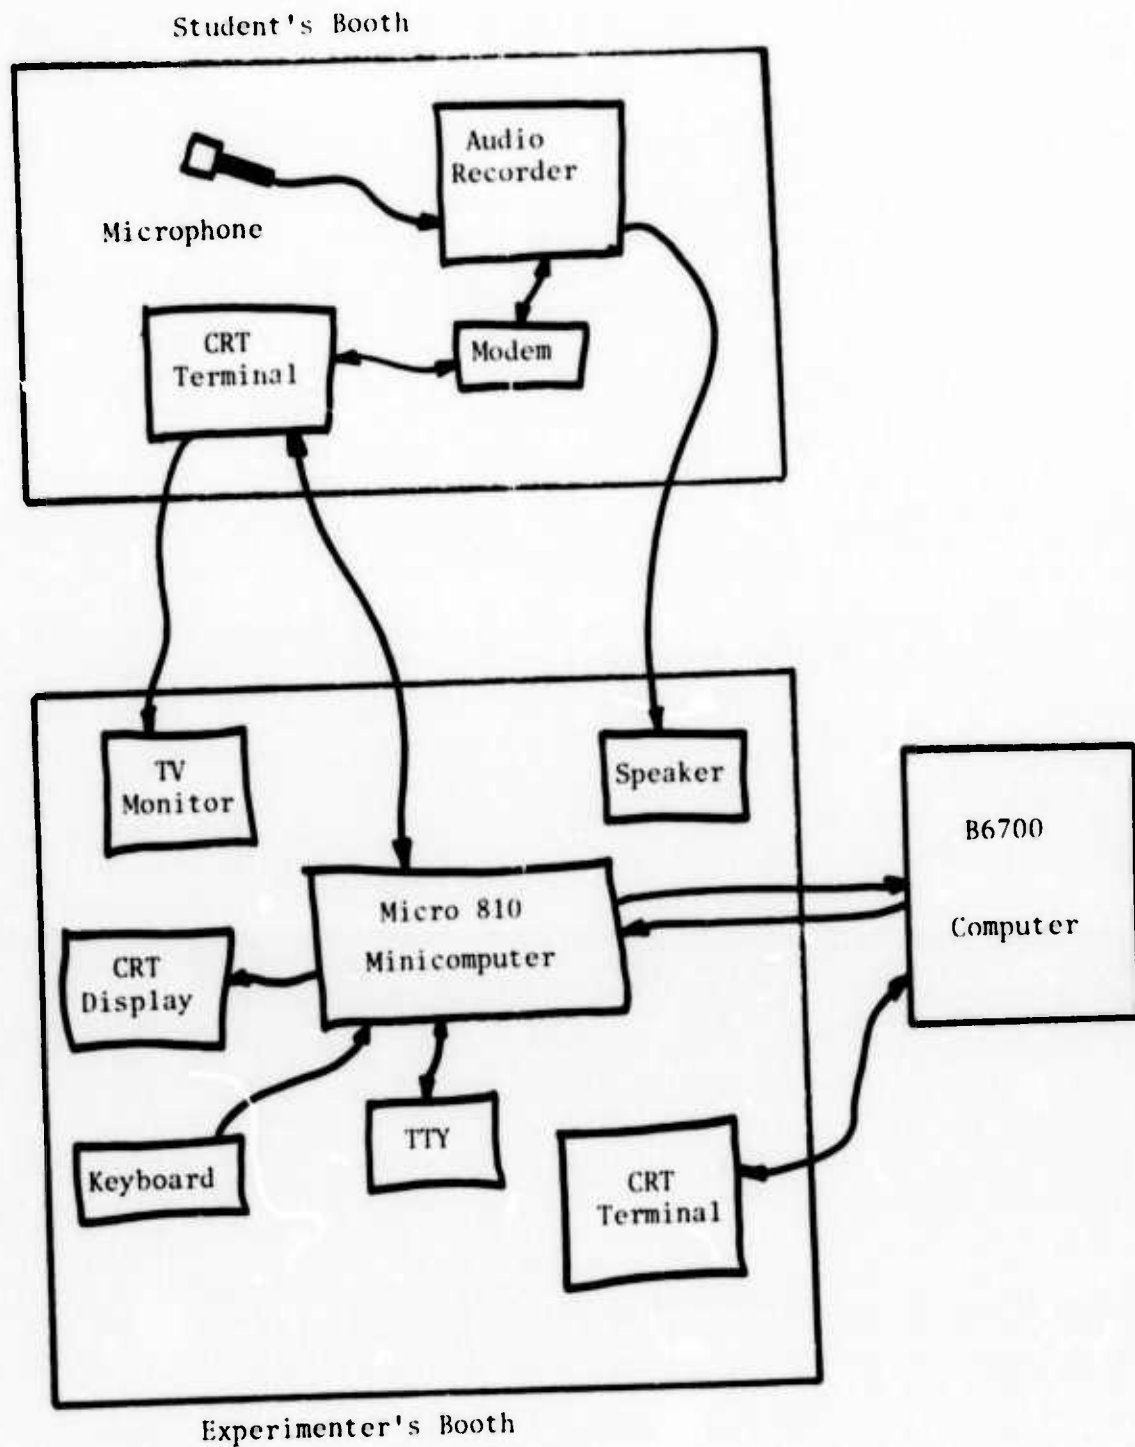 Student's Booth
Audio
Recorder
Microphone
CRT
Terminal
Modem
TV
Monitor
Speaker
B6700
Computer
Micro 810
Minicomputer
CRT
Display
Keyboard
TTY
CRT
Terminal
Experimenter's Booth